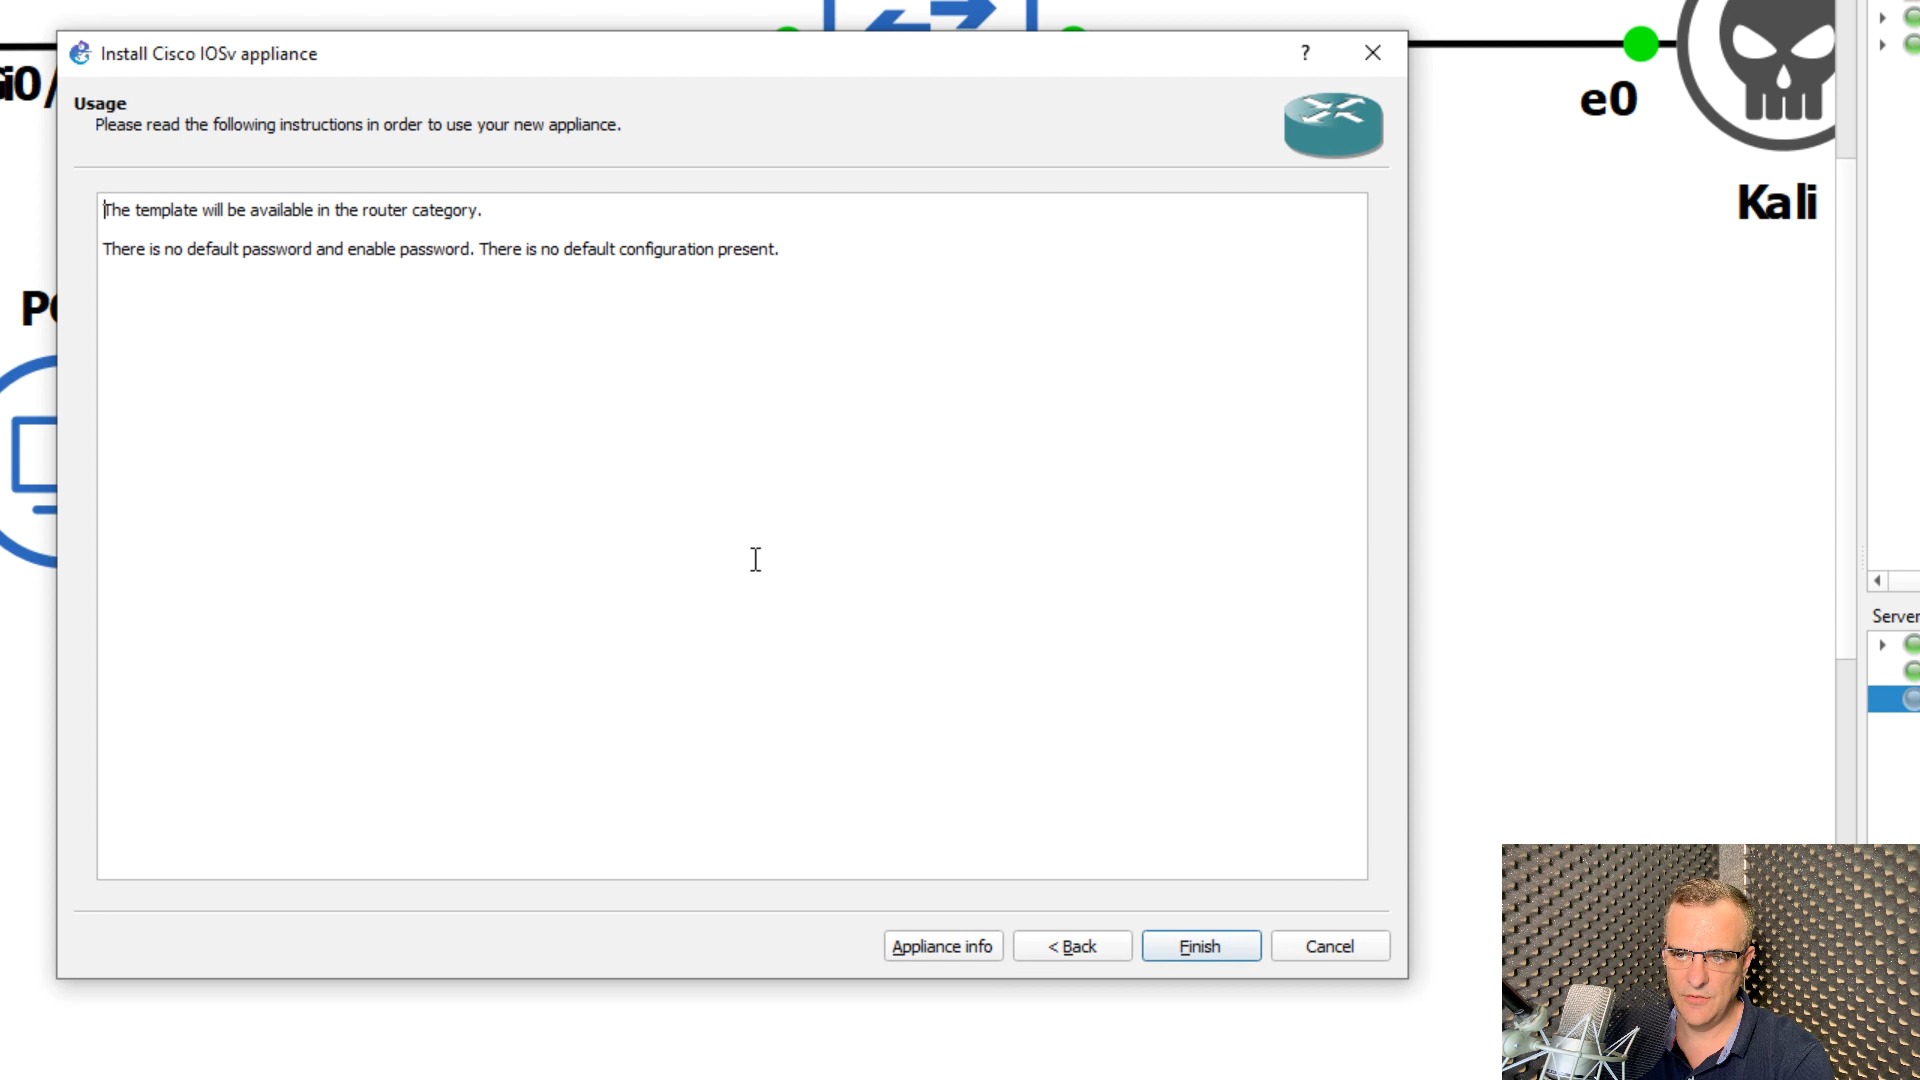 Install Cisco IOSv appliance
?
Usage
Please read the following instructions in order to use your new appliance.
The template will be available in the router category.
There is no default password and enable password. There is no default configuration present.
Appliance info
< Back
Finish
Cancel
i0/
e0
Kali
P
Server